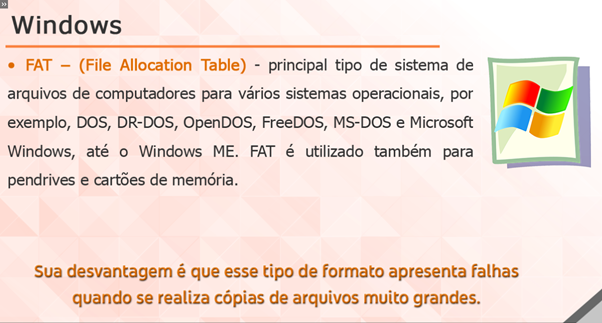 Windows
• FAT – (File Allocation Table) - principal tipo de sistema de
arquivos de computadores para vários sistemas operacionais, por
exemplo, DOS, DR-DOS, OpenDOS, FreeDOS, MS-DOS e Microsoft
Windows, até o Windows ME. FAT é utilizado também para
pendrives e cartões de memória.
Sua desvantagem é que esse tipo de formato apresenta falhas
quando se realiza cópias de arquivos muito grandes.